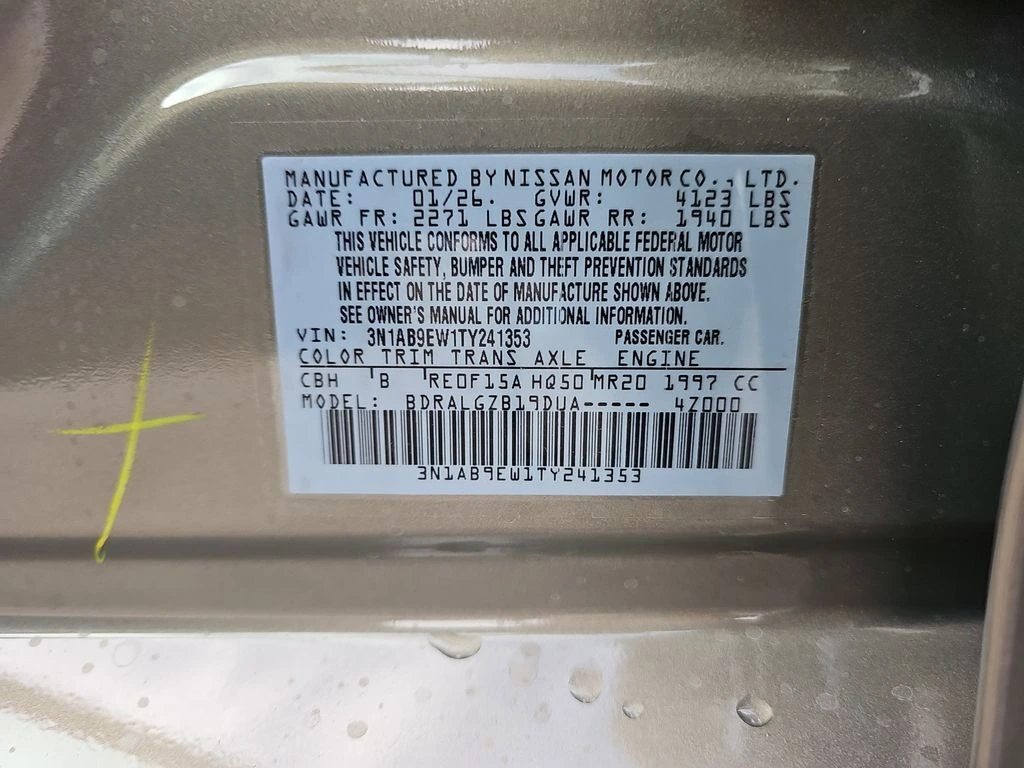 MANUFACTURED BY NISSAN MOTOR CO., LTD.
DATE: 01/26. GVWR: 4123 LBS
GAWR FR: 2271 LBS GAWR RR: 1940 LBS
THIS VEHICLE CONFORMS TO ALL APPLICABLE FEDERAL MOTOR
VEHICLE SAFETY, BUMPER AND THEFT PREVENTION STANDARDS
IN EFFECT ON THE DATE OF MANUFACTURE SHOWN ABOVE.
SEE OWNER'S MANUAL FOR ADDITIONAL INFORMATION.
VIN: 3N1AB9EW1TY241353 PASSENGER CAR.
COLOR TRIM TRANS AXLE ENGINE
CBH B RE0F15A HQ50 MR20 1997 CC
MODEL: BDRALGZB19DUA----- 4Z000
3N1AB9EW1TY241353